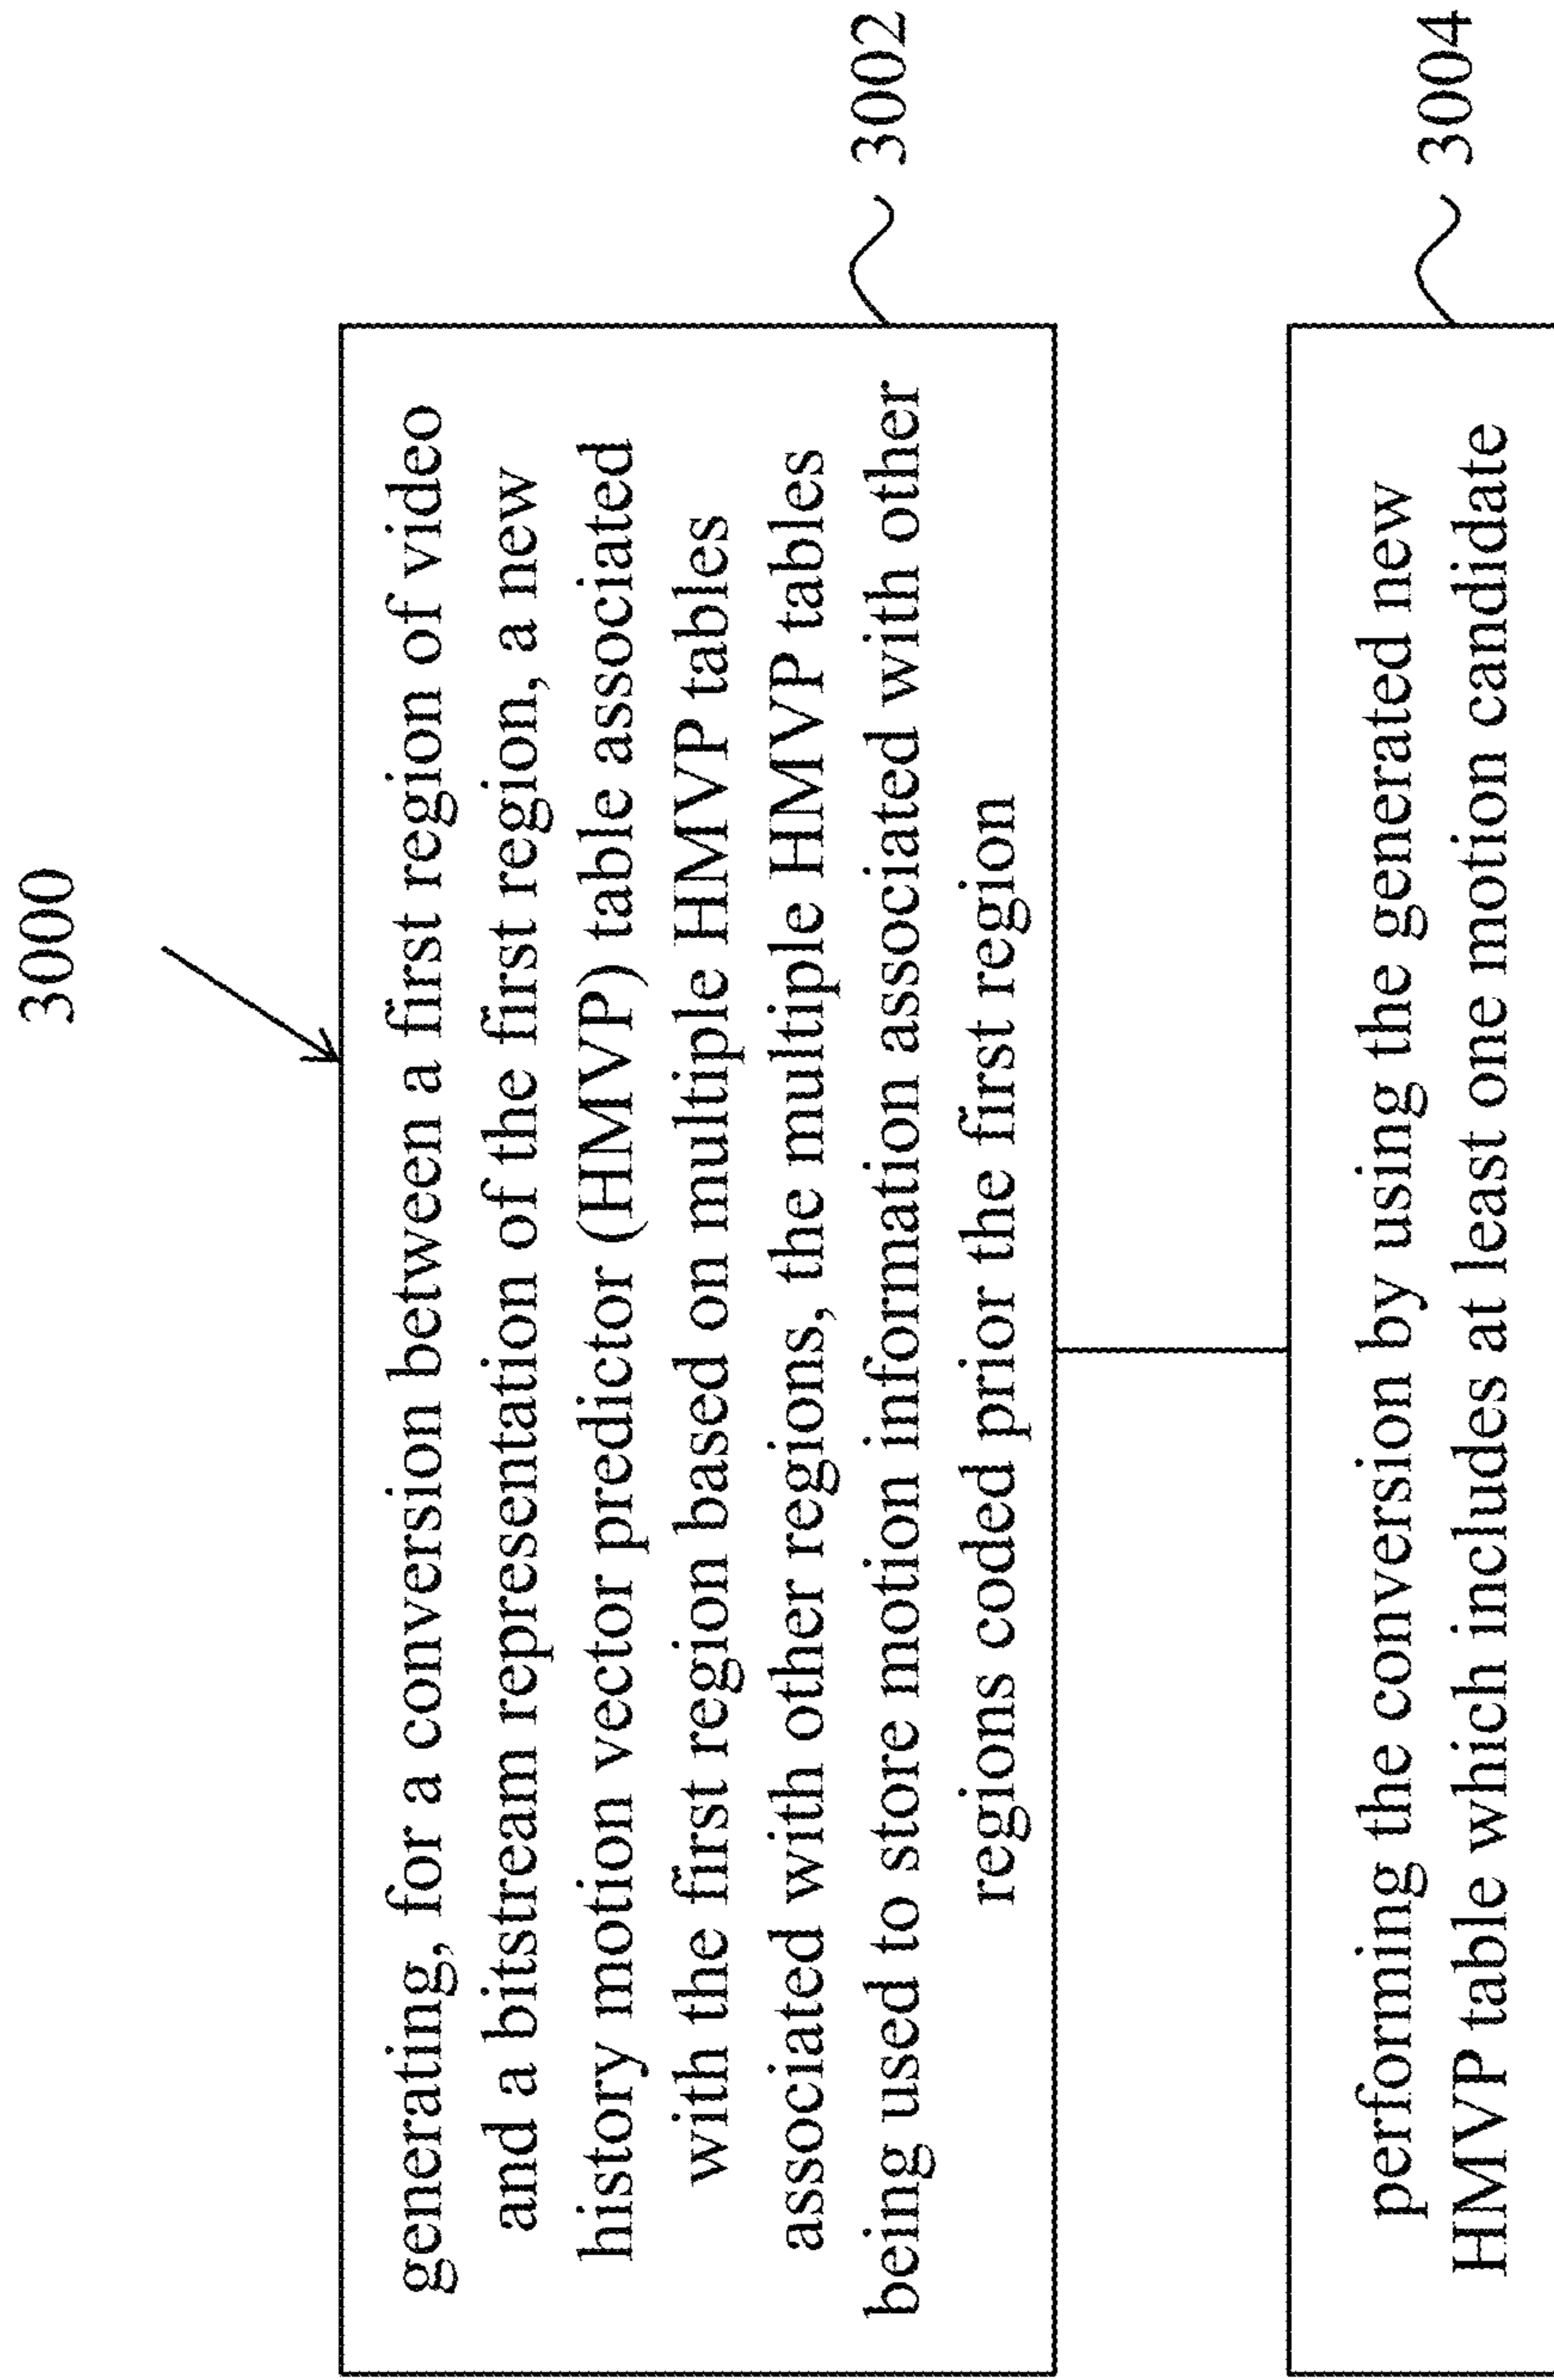 3000
generating, for a conversion between a first region of video
and a bitstream representation of the first region, a new
history motion vector predictor (HMVP) table associated
with the first region based on multiple HMVP tables
associated with other regions, the multiple HMVP tables
being used to store motion information associated with other
regions coded prior the first region
3002
performing the conversion by using the generated new
HMVP table which includes at least one motion candidate
3004